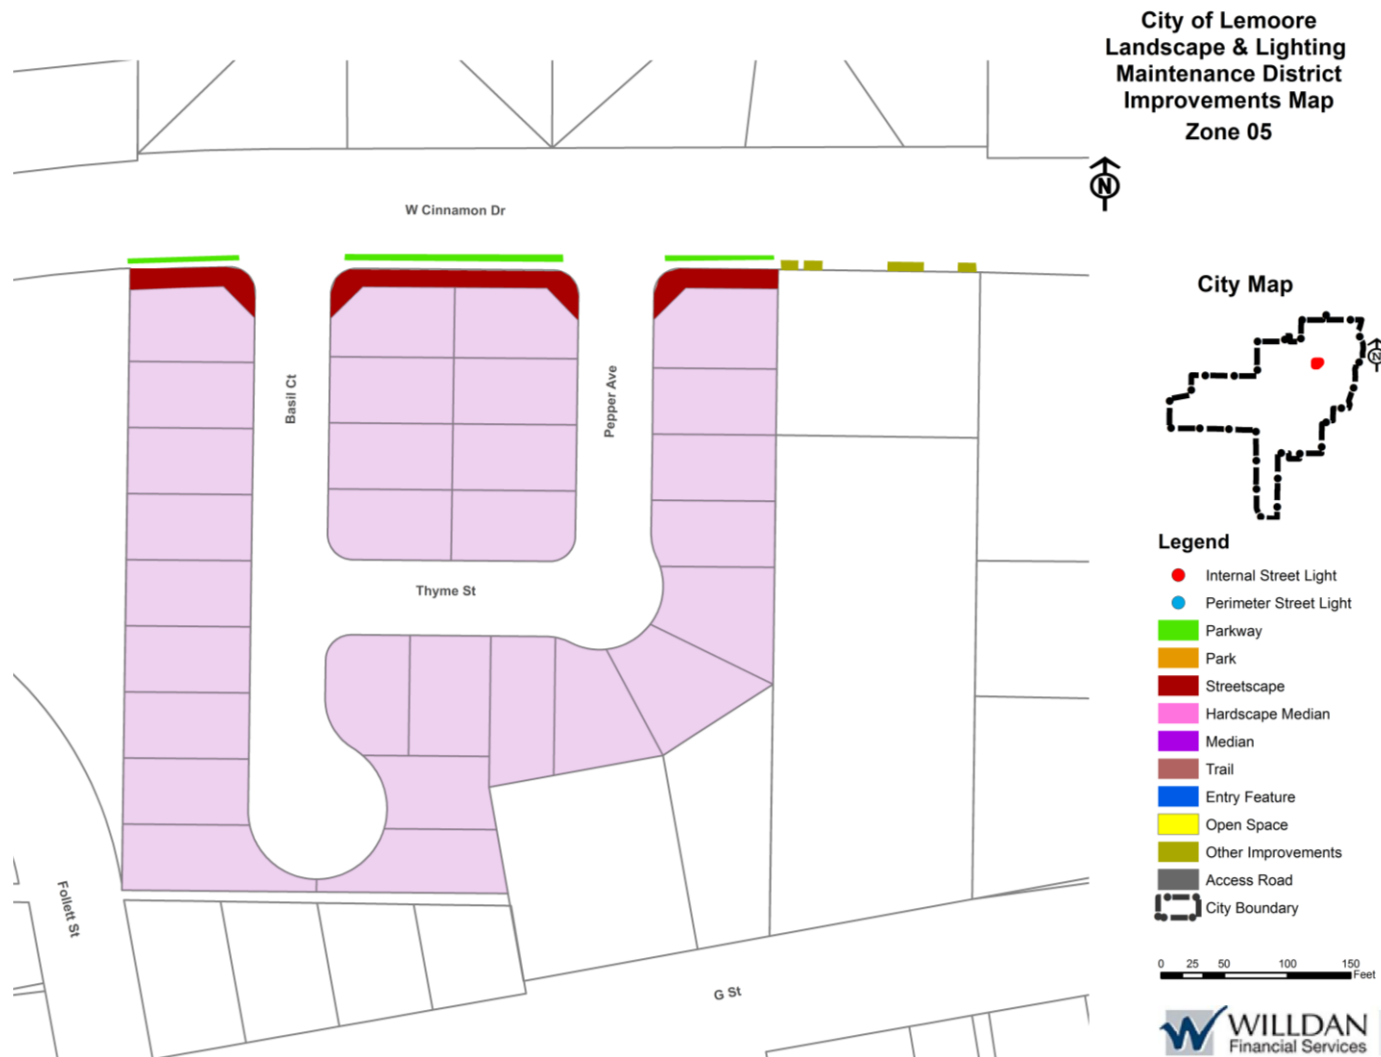 City of Lemoore
Landscape & Lighting
Maintenance District
Improvements Map
Zone 05
N
W Cinnamon Dr
Basil Ct
Pepper Ave
Thyme St
Follett St
G St
City Map
N
Legend
Internal Street Light
Perimeter Street Light
Parkway
Park
Streetscape
Hardscape Median
Median
Trail
Entry Feature
Open Space
Other Improvements
Access Road
City Boundary
0 25 50 100 150
Feet
W WILLDAN
Financial Services